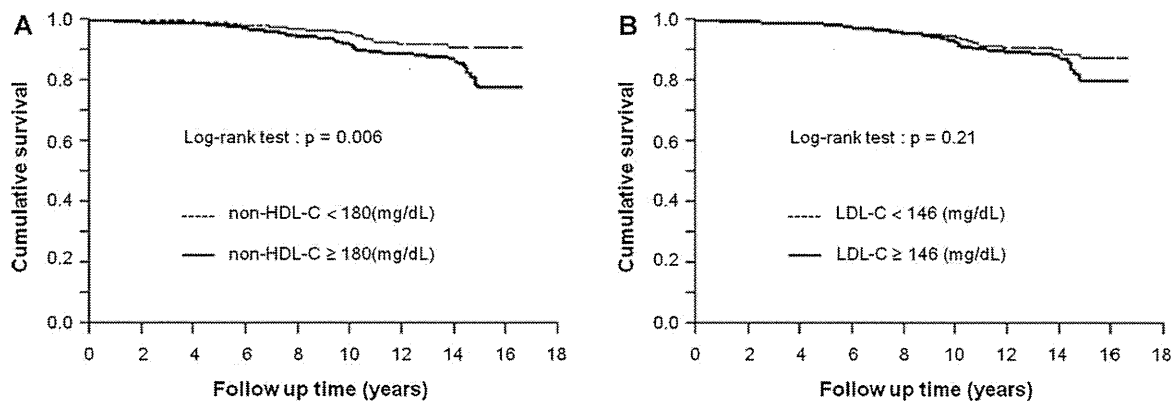 A
Cumulative survival
1.0
0.8
0.6
0.4
0.2
0.0
Log-rank test : p = 0.006
non-HDL-C < 180(mg/dL)
non-HDL-C ≥ 180(mg/dL)
0 2 4 6 8 10 12 14 16 18
Follow up time (years)
B
Cumulative survival
1.0
0.8
0.6
0.4
0.2
0.0
Log-rank test : p = 0.21
LDL-C < 146 (mg/dL)
LDL-C ≥ 146 (mg/dL)
0 2 4 6 8 10 12 14 16 18
Follow up time (years)